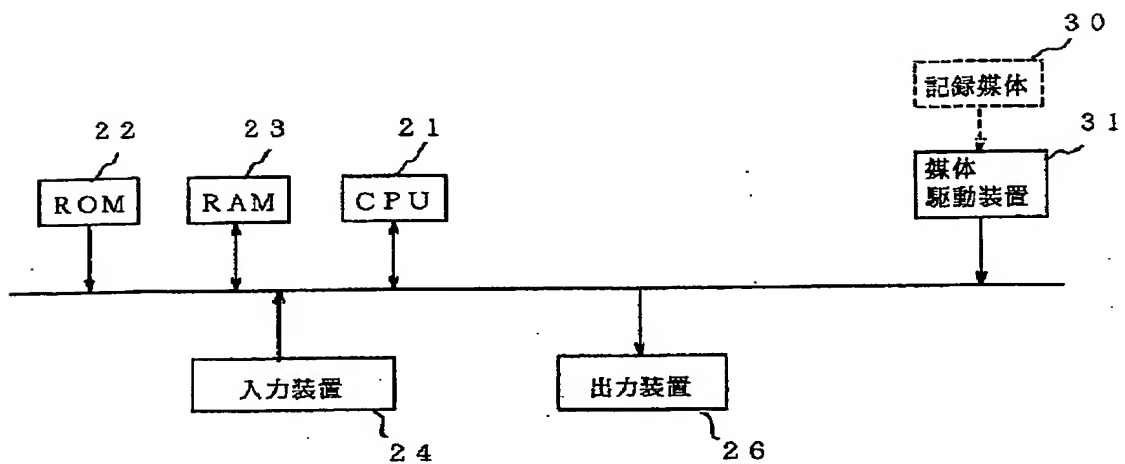 ３０
記録媒体
３１
媒体
駆動装置
２２
２３
２１
ＲＯＭ
ＲＡＭ
ＣＰＵ
入力装置
２４
出力装置
２６